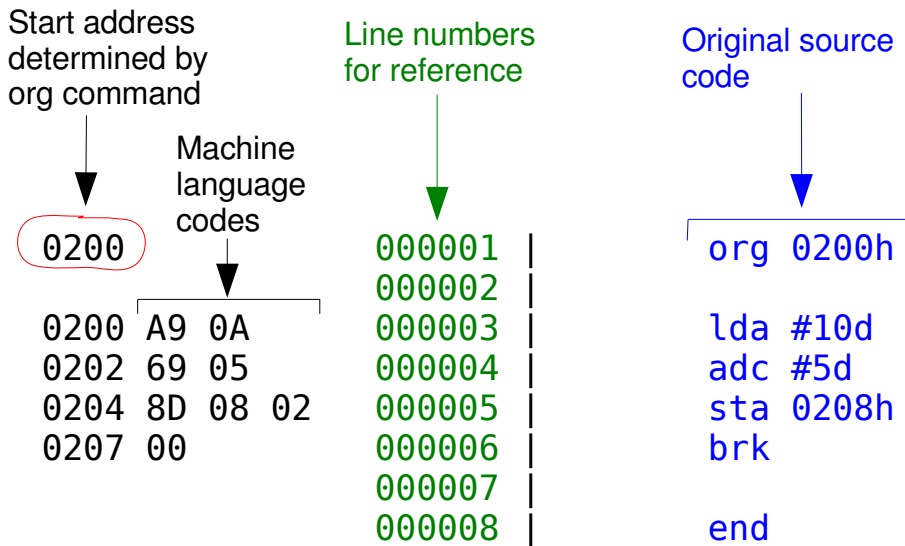 Start address
determined by
org command
Machine
language
codes
Line numbers
for reference
Original source
code
0200 000001 | org 0200h
000002 |
0200 A9 0A 000003 | lda #10d
0202 69 05 000004 | adc #5d
0204 8D 08 02 000005 | sta 0208h
0207 00 000006 | brk
000007 |
000008 | end